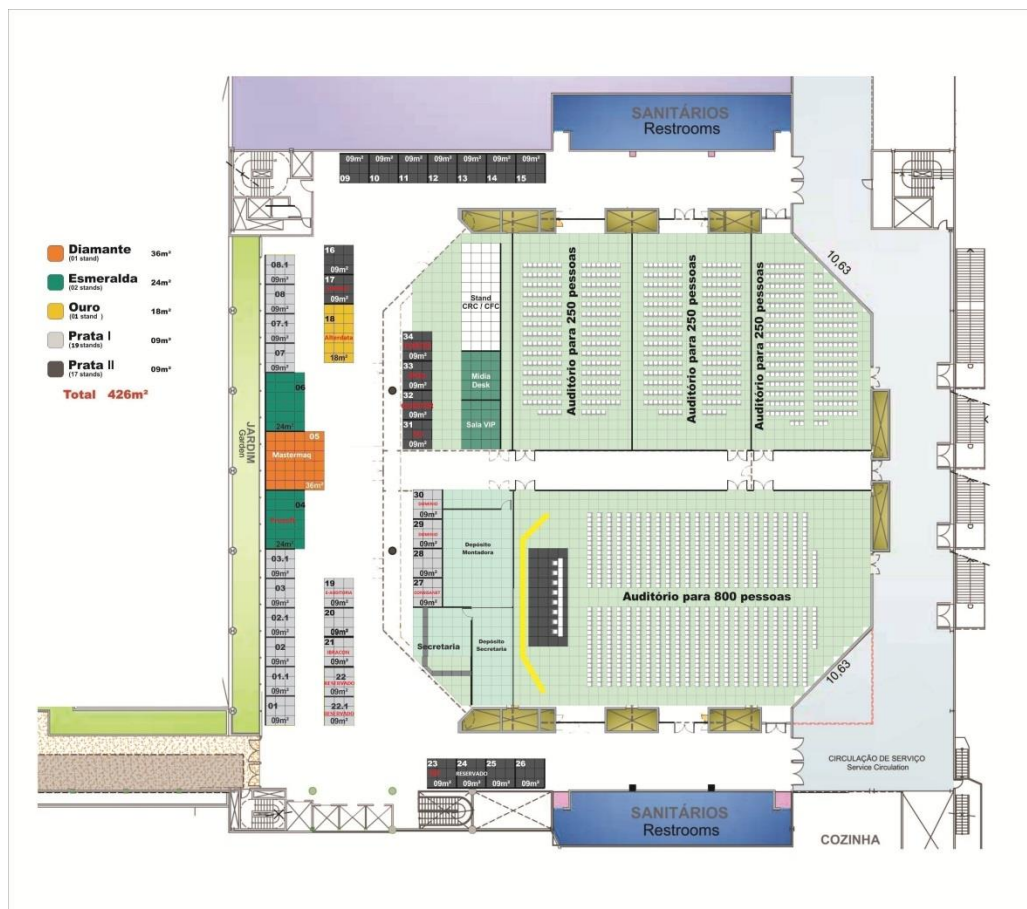 SANITÁRIOS
Restrooms
09m² 09m² 09m² 09m² 09m² 09m² 09m²
09 10 11 12 13 14 15
Diamante 36m²
(01 stand)
Esmeralda 24m²
(02 stands)
Ouro 18m²
(01 stand )
Prata I 09m²
(19 stands)
Prata II 09m²
(17 stands)
Total 426m²
JARDIM
Garden
08.1
09m²
08
09m²
07.1
09m²
07
09m²
06
24m²
05
Mastermaq
36m²
04
24m²
03.1
09m²
03
09m²
02.1
09m²
02
09m²
01.1
09m²
01
09m²
16
09m²
17
09m²
18
Alterdata
18m²
19
09m²
20
09m²
21
IBRACON
09m²
22
RESERVADO
09m²
22.1
RESERVADO
09m²
34
09m²
33
09m²
32
09m²
31
09m²
Stand
CRC / CFC
Midia
Desk
Sala VIP
Auditório para 250 pessoas
Auditório para 250 pessoas
Auditório para 250 pessoas
10,63
30
09m²
29
09m²
28
09m²
27
09m²
Depósito
Montadora
Secretaria
Depósito
Secretaria
Auditório para 800 pessoas
10,63
23 24 25 26
RESERVADO
09m² 09m² 09m² 09m²
CIRCULAÇÃO DE SERVIÇO
Service Circulation
SANITÁRIOS
Restrooms
COZINHA